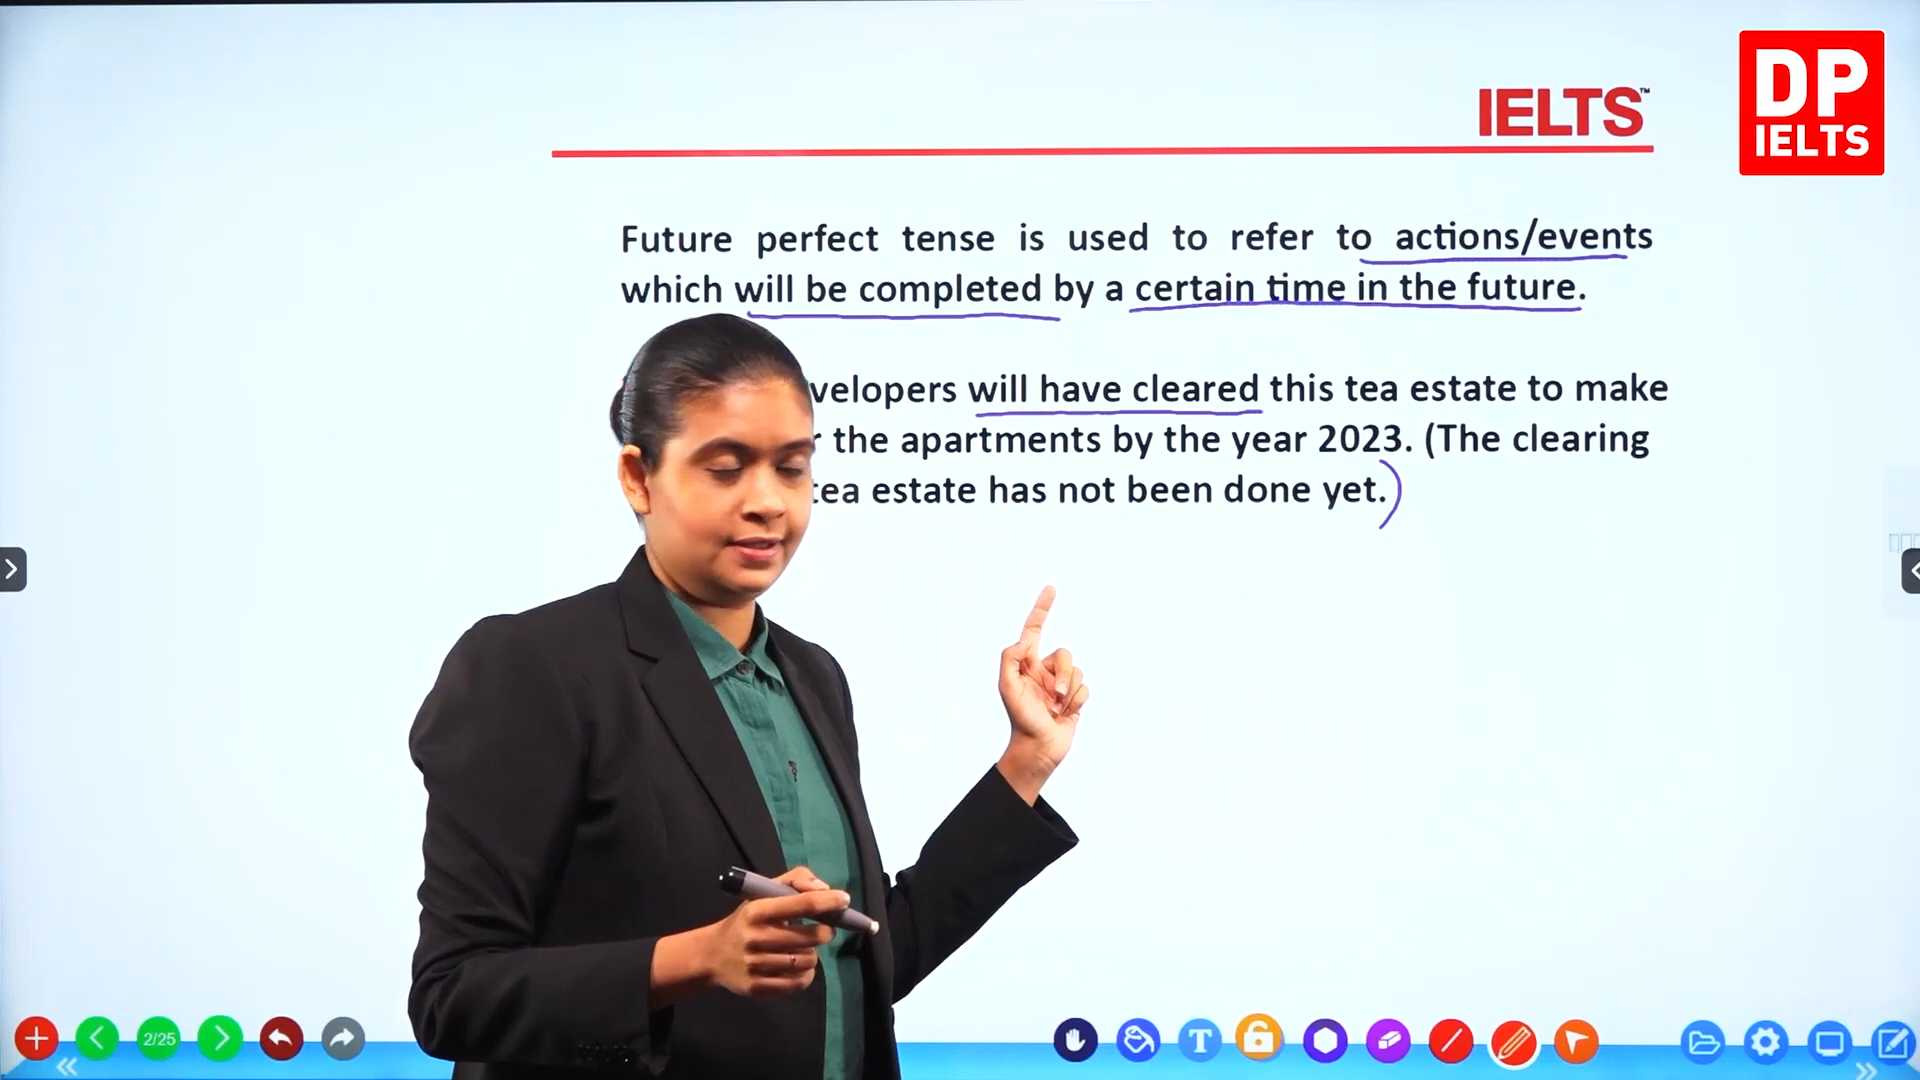 DP
IELTS
IELTS™
Future perfect tense is used to refer to actions/events
which will be completed by a certain time in the future.
velopers will have cleared this tea estate to make
r the apartments by the year 2023. (The clearing
tea estate has not been done yet.)
2/25
T